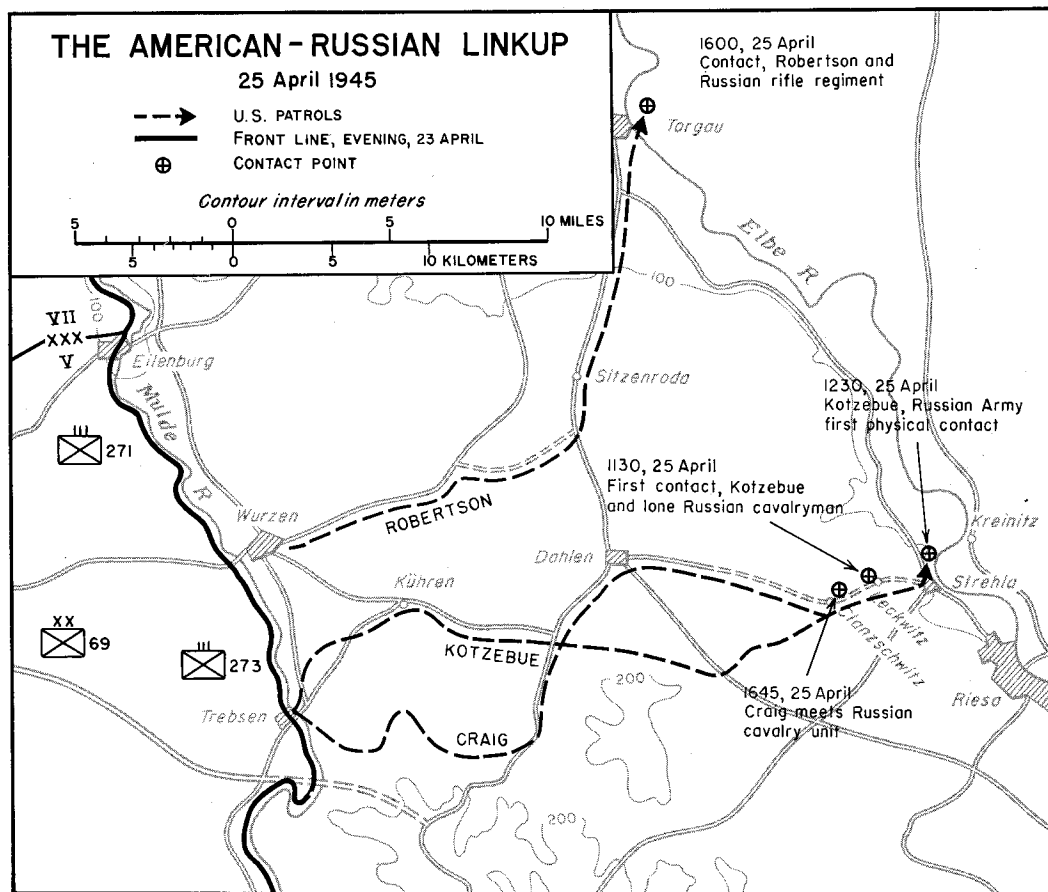 THE AMERICAN-RUSSIAN LINKUP
25 April 1945
U.S. PATROLS
FRONT LINE, EVENING, 23 APRIL
CONTACT POINT
Contour interval in meters
5 0 5 10 MILES
5 0 5 10 KILOMETERS
1600, 25 April
Contact, Robertson and
Russian rifle regiment
Torgau
Elbe R
100
100
VII
XXX
V
Eilenburg
Mulde R
Sitzenroda
1230, 25 April
Kotzebue, Russian Army
first physical contact
III
271
1130, 25 April
First contact, Kotzebue
and lone Russian cavalryman
ROBERTSON
Wurzen
Kreinitz
Dahlen
Kühren
Strehla
Leckwitz
Clanzschwitz
XX
69
III
273
KOTZEBUE
200
Riesa
1645, 25 April
Craig meets Russian
cavalry unit
Trebsen
CRAIG
200